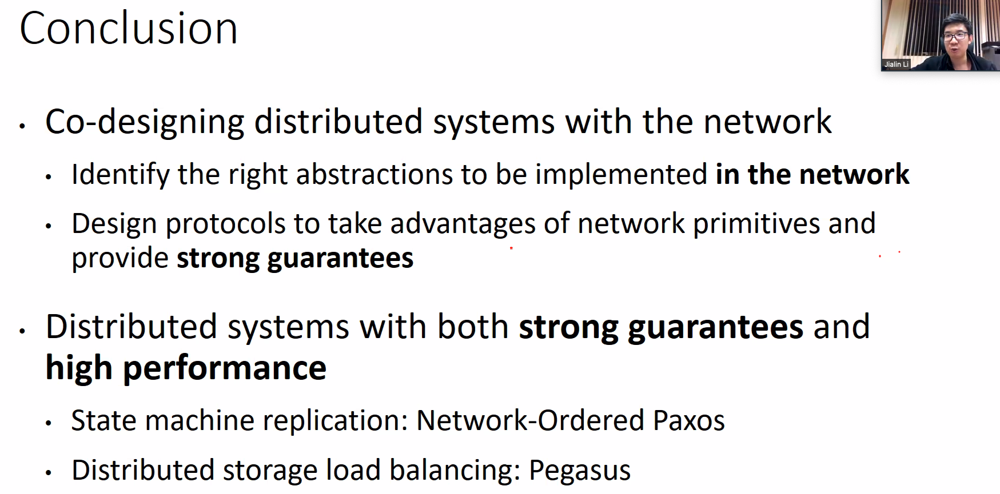 Conclusion
Jialin Li
• Co-designing distributed systems with the network
• Identify the right abstractions to be implemented in the network
• Design protocols to take advantages of network primitives and
provide strong guarantees
• Distributed systems with both strong guarantees and
high performance
• State machine replication: Network-Ordered Paxos
• Distributed storage load balancing: Pegasus